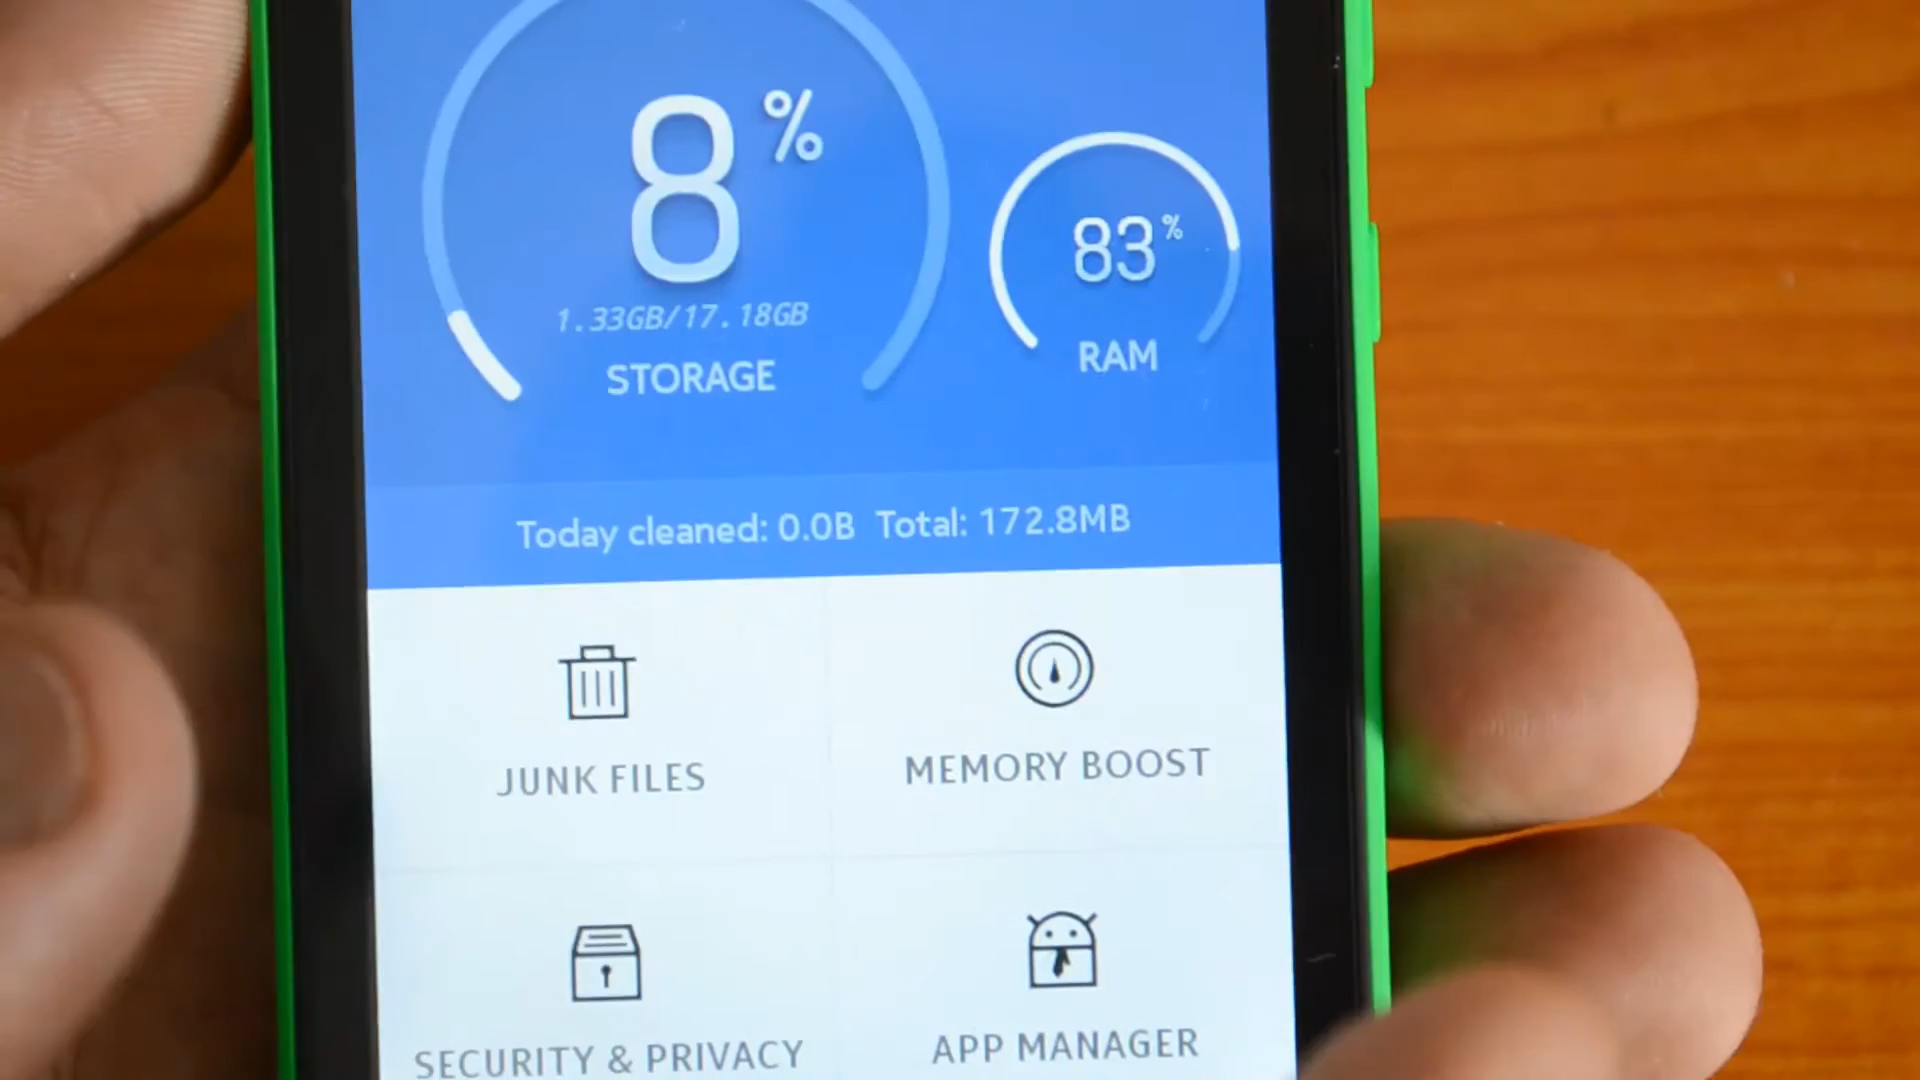 8%
1.33GB/17.18GB
STORAGE
83%
RAM
Today cleaned: 0.0B Total: 172.8MB
JUNK FILES
MEMORY BOOST
SECURITY & PRIVACY
APP MANAGER